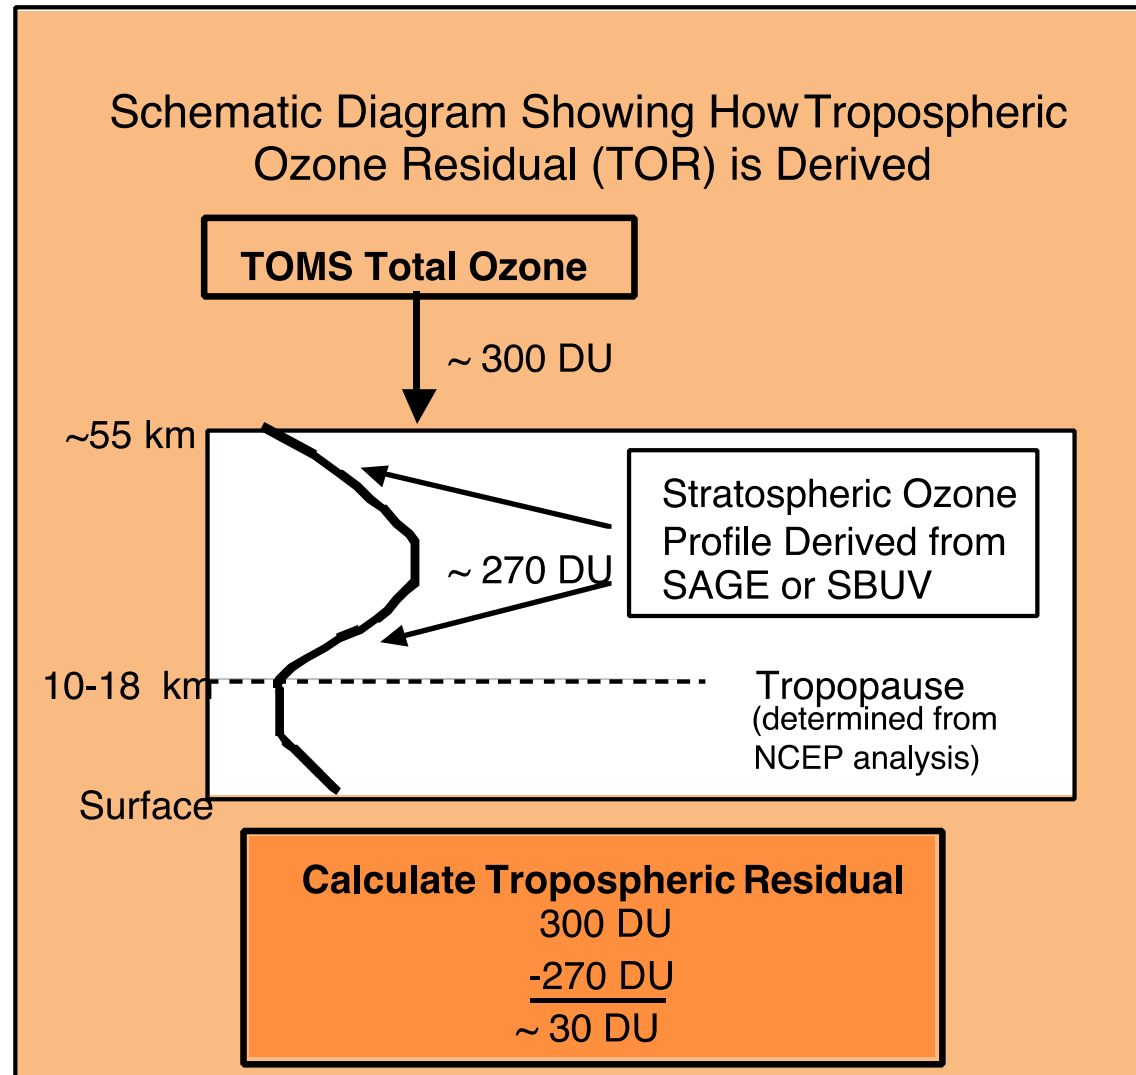 Schematic Diagram Showing How Tropospheric
Ozone Residual (TOR) is Derived
TOMS Total Ozone
~ 300 DU
~55 km
Stratospheric Ozone
Profile Derived from
SAGE or SBUV
~ 270 DU
10-18 km
Tropopause
(determined from
NCEP analysis)
Surface
Calculate Tropospheric Residual
300 DU
-270 DU
~ 30 DU